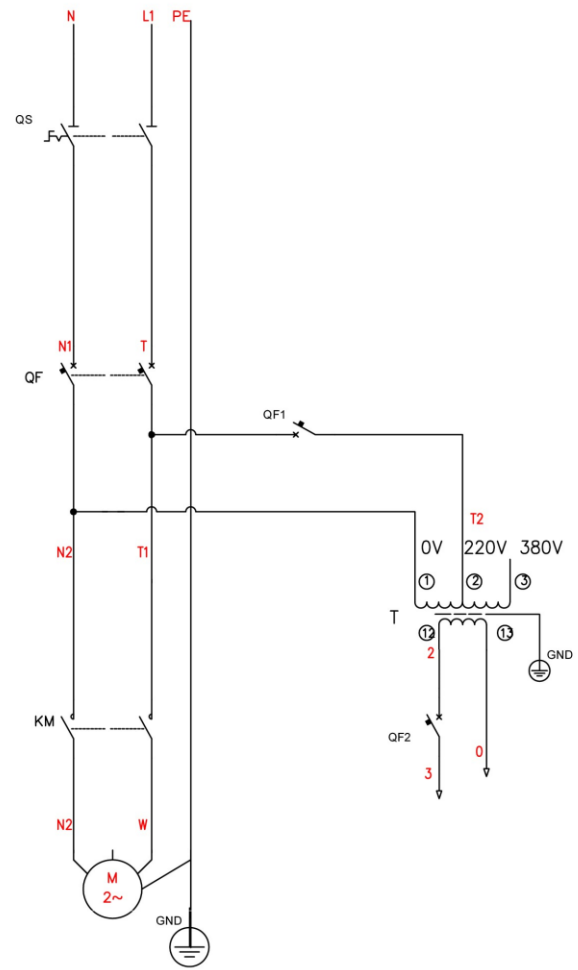 N L1 PE
QS
N1 T
QF
QF1
T2
N2 T1
0V 220V 380V
1 2 3
T
12 13
2
GND
KM
QF2
0
3
N2 W
M
2~
GND